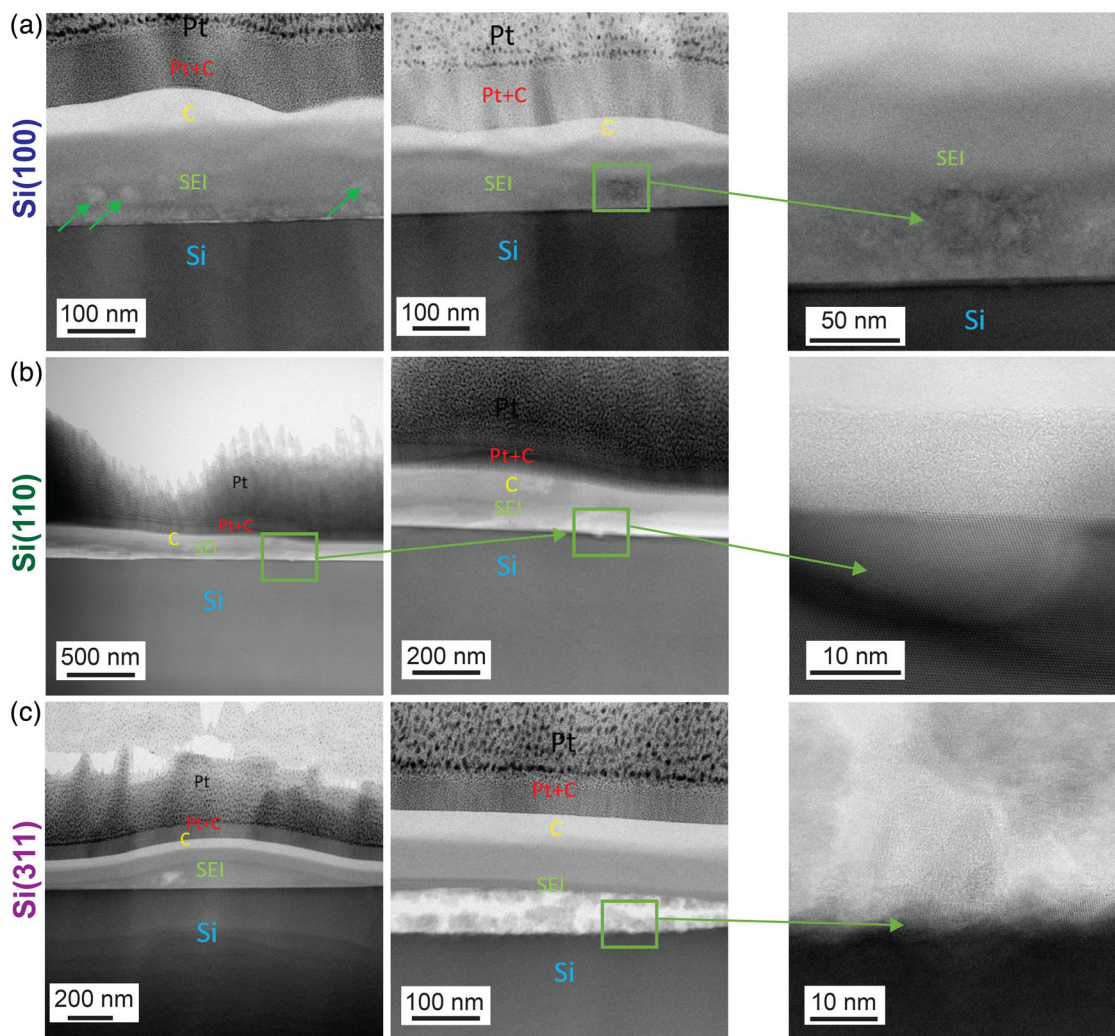 (a)
Si(100)
Pt
Pt+C
C
SEI
Si
100 nm
Pt
Pt+C
C
SEI
Si
100 nm
SEI
Si
50 nm
(b)
Si(110)
Pt
Pt+C
C
SEI
Si
500 nm
Pt
Pt+C
C
SEI
Si
200 nm
10 nm
(c)
Si(311)
Pt
Pt+C
C
SEI
Si
200 nm
Pt
Pt+C
C
SEI
Si
100 nm
10 nm